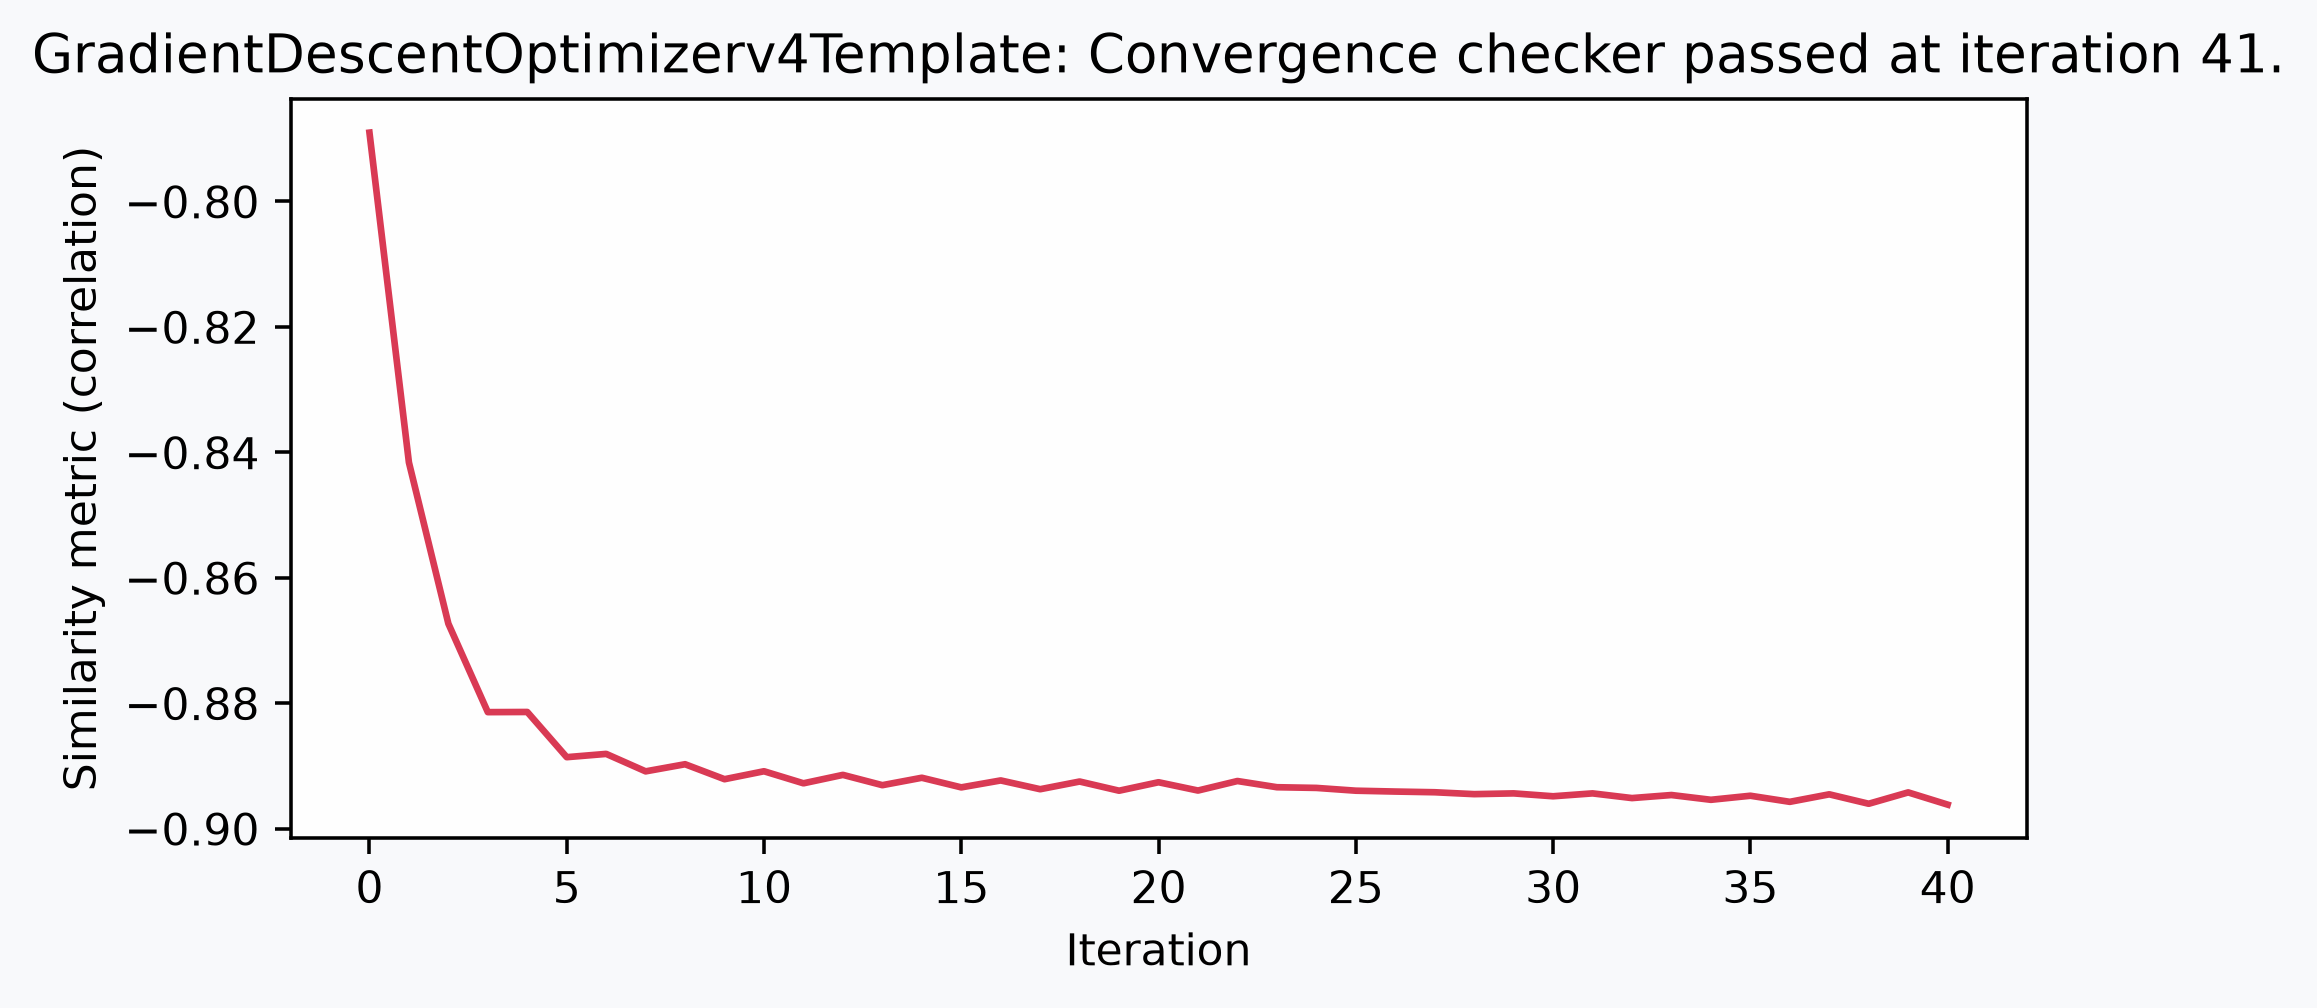 GradientDescentOptimizerv4Template: Convergence checker passed at iteration 41.
Similarity metric (correlation)
−0.80
−0.82
−0.84
−0.86
−0.88
−0.90
0 5 10 15 20 25 30 35 40
Iteration